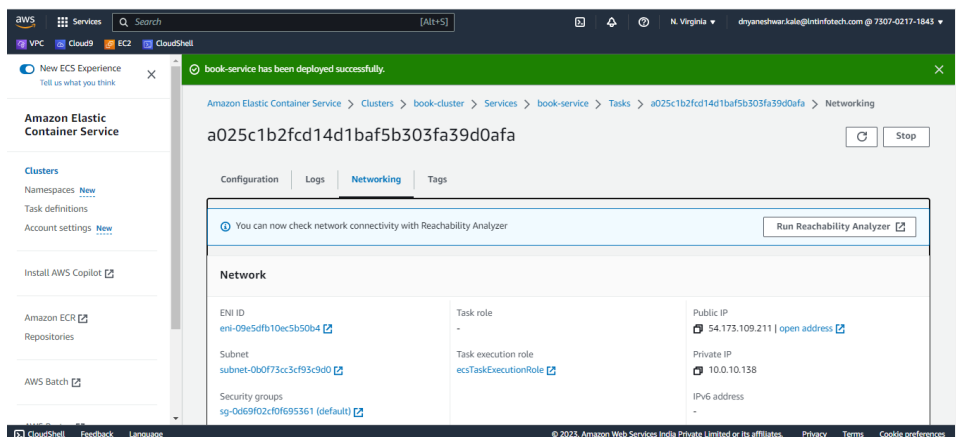 aws Services Search [Alt+S] N. Virginia dnyaneshwar.kale@lntinfotech.com @ 7307-0217-1843
VPC Cloud9 EC2 CloudShell
New ECS Experience
Tell us what you think
Amazon Elastic
Container Service
Clusters
Namespaces New
Task definitions
Account settings New
Install AWS Copilot
Amazon ECR
Repositories
AWS Batch
book-service has been deployed successfully.
Amazon Elastic Container Service > Clusters > book-cluster > Services > book-service > Tasks > a025c1b2fcd14d1baf5b303fa39d0afa > Networking
a025c1b2fcd14d1baf5b303fa39d0afa
Stop
Configuration Logs Networking Tags
You can now check network connectivity with Reachability Analyzer
Run Reachability Analyzer
Network
ENI ID
eni-09e5dfb10ec5b50b4
Subnet
subnet-0b0f73cc3cf93c9d0
Security groups
sg-0d69f02cf0f695361 (default)
Task role
-
Task execution role
ecsTaskExecutionRole
Public IP
54.173.109.211 | open address
Private IP
10.0.10.138
IPv6 address
-
CloudShell Feedback Language © 2023, Amazon Web Services India Private Limited or its affiliates. Privacy Terms Cookie preferences